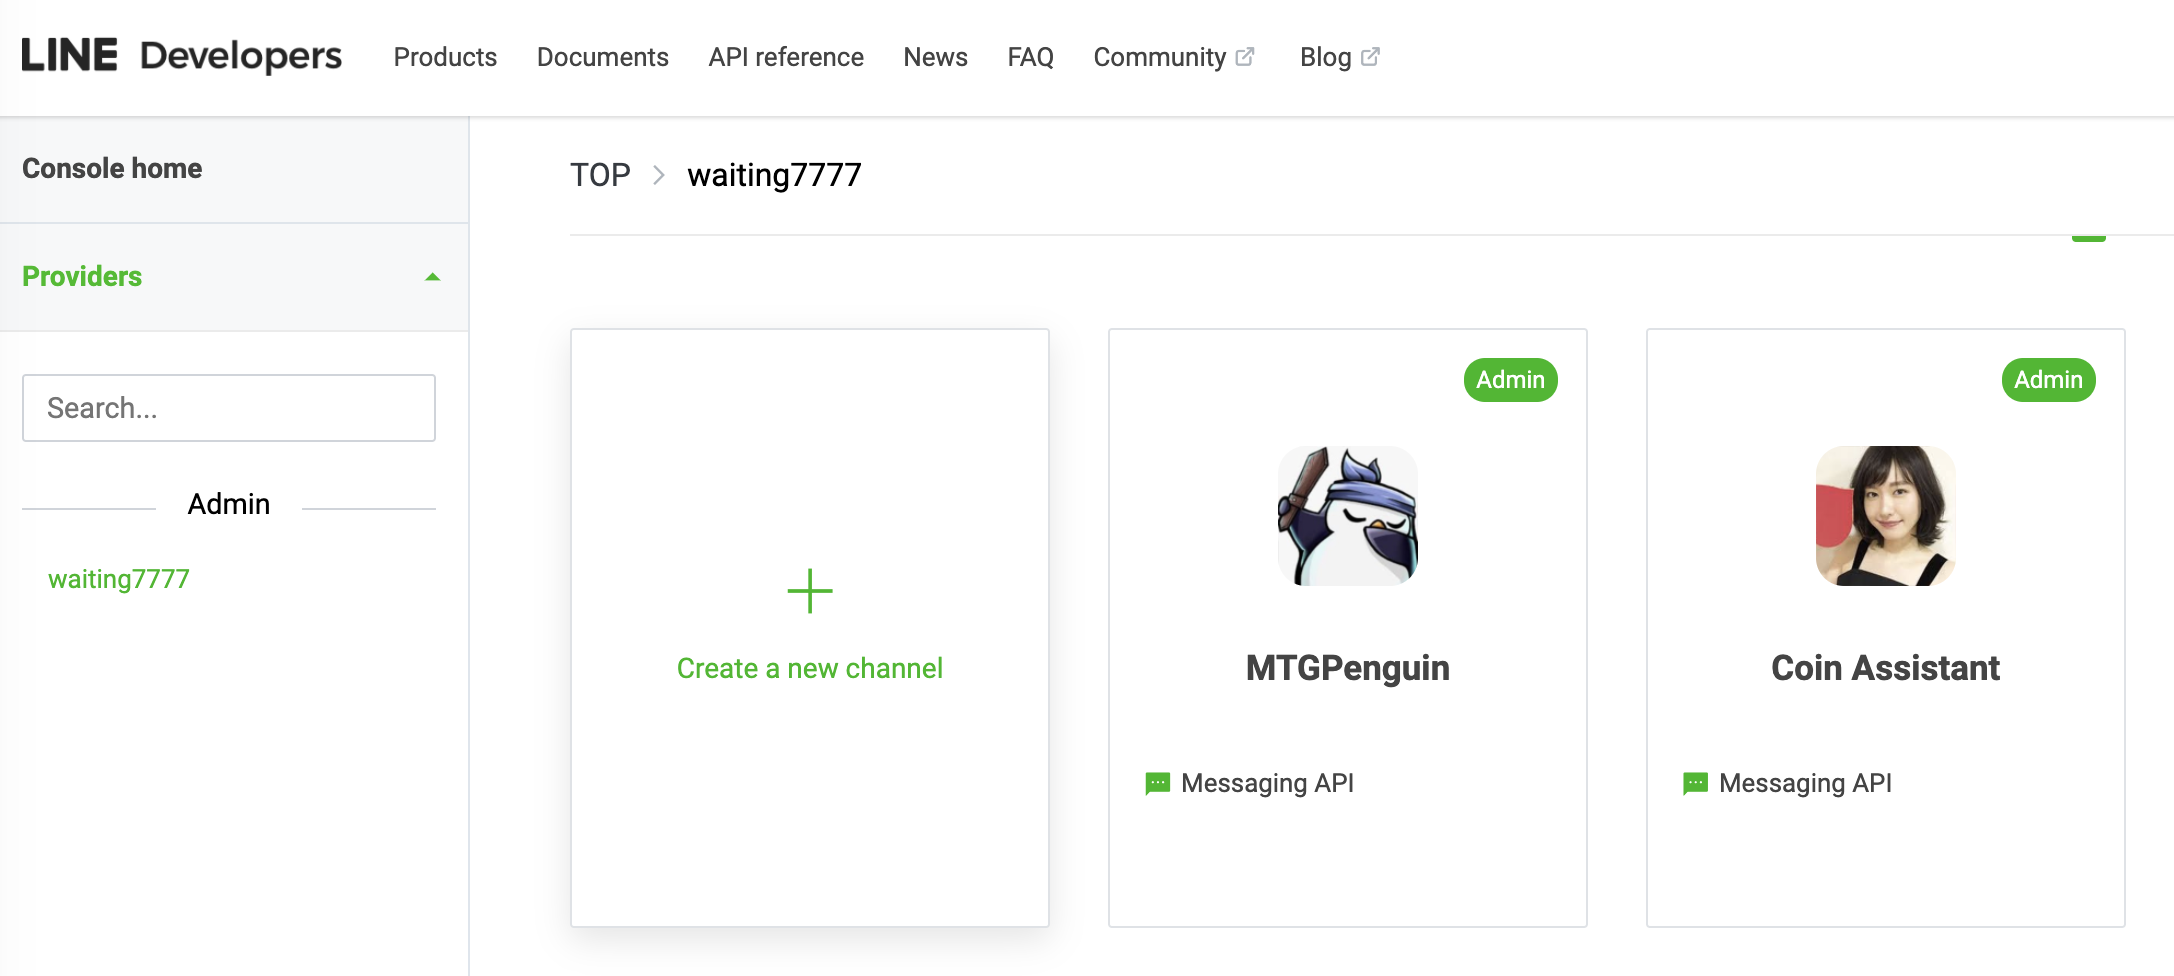 LINE Developers Products Documents API reference News FAQ Community Blog
Console home
TOP > waiting7777
Providers
Search...
Admin
waiting7777
Create a new channel
Admin
MTGPenguin
Messaging API
Admin
Coin Assistant
Messaging API